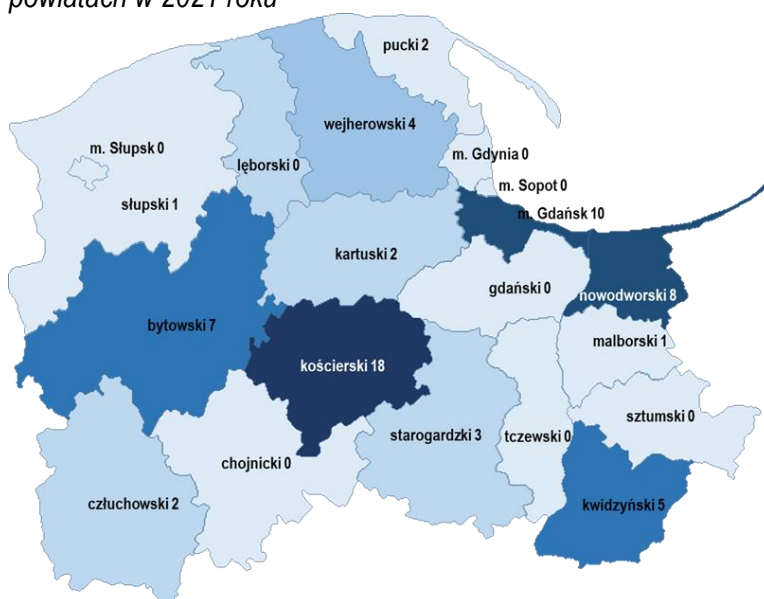 powiatach w 2021 roku
pucki 2
wejherowski 4
m. Słupsk 0
lęborski 0
m. Gdynia 0
m. Sopot 0
słupski 1
m. Gdańsk 10
kartuski 2
gdański 0
nowodworski 8
bytowski 7
malborski 1
kościerski 18
sztumski 0
starogardzki 3
tczewski 0
chojnicki 0
człuchowski 2
kwidzyński 5